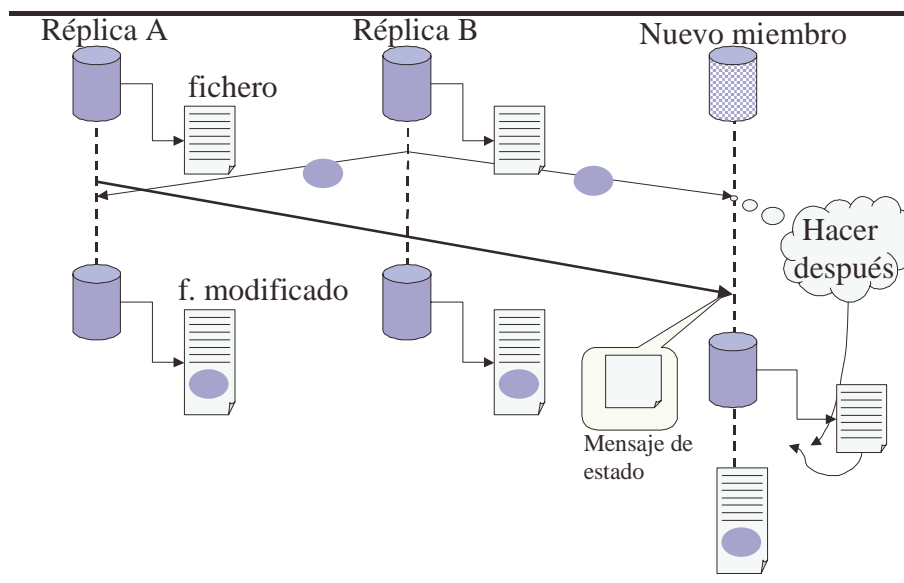 Réplica A
Réplica B
Nuevo miembro
fichero
Hacer
después
f. modificado
Mensaje de
estado